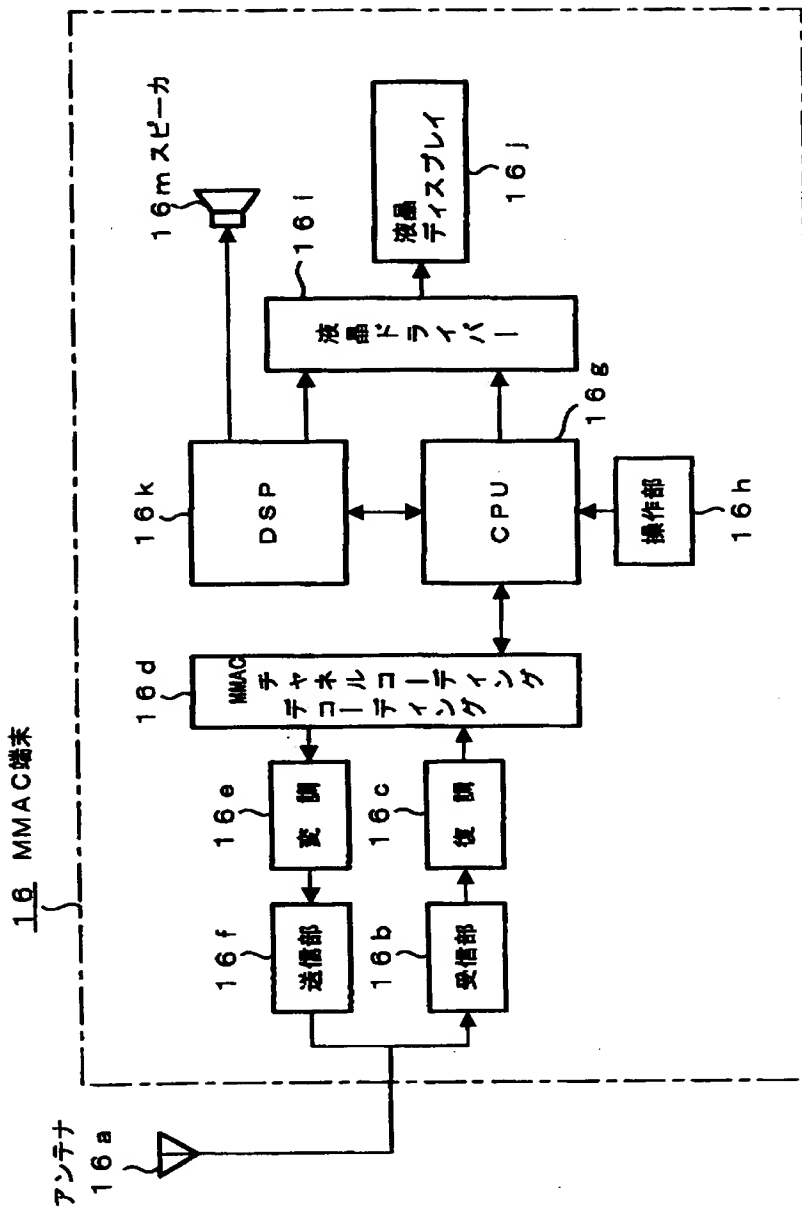 16 MMAC端末
アンテナ
16a
16f
送信部
16e
変調
16b
受信部
16c
復調
16d
MMAC
チャネルコーディング
デコーディング
16k
DSP
CPU
16g
操作部
16h
16m スピーカ
16i
液晶ドライバー
液晶
ディスプレイ
16j